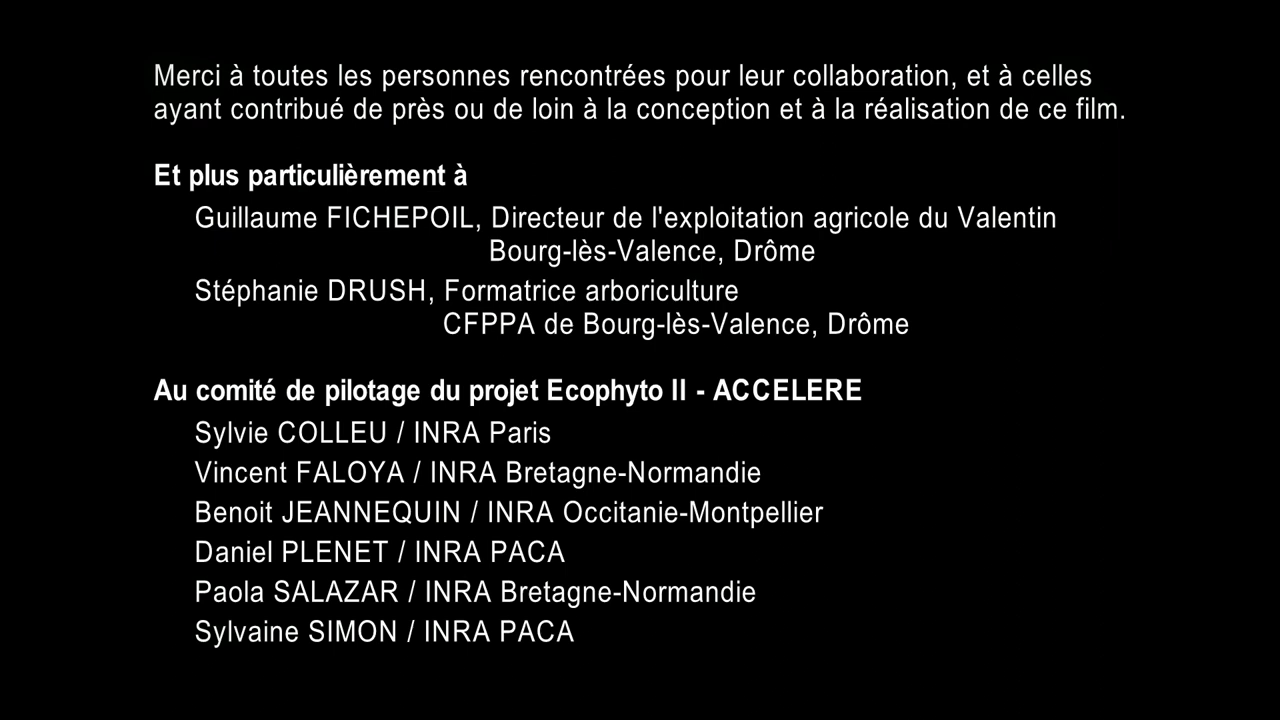 Merci à toutes les personnes rencontrées pour leur collaboration, et à celles
ayant contribué de près ou de loin à la conception et à la réalisation de ce film.
Et plus particulièrement à
Guillaume FICHEPOIL, Directeur de l'exploitation agricole du Valentin
Bourg-lès-Valence, Drôme
Stéphanie DRUSH, Formatrice arboriculture
CFPPA de Bourg-lès-Valence, Drôme
Au comité de pilotage du projet Ecophyto II - ACCELERE
Sylvie COLLEU / INRA Paris
Vincent FALOYA / INRA Bretagne-Normandie
Benoit JEANNEQUIN / INRA Occitanie-Montpellier
Daniel PLENET / INRA PACA
Paola SALAZAR / INRA Bretagne-Normandie
Sylvaine SIMON / INRA PACA